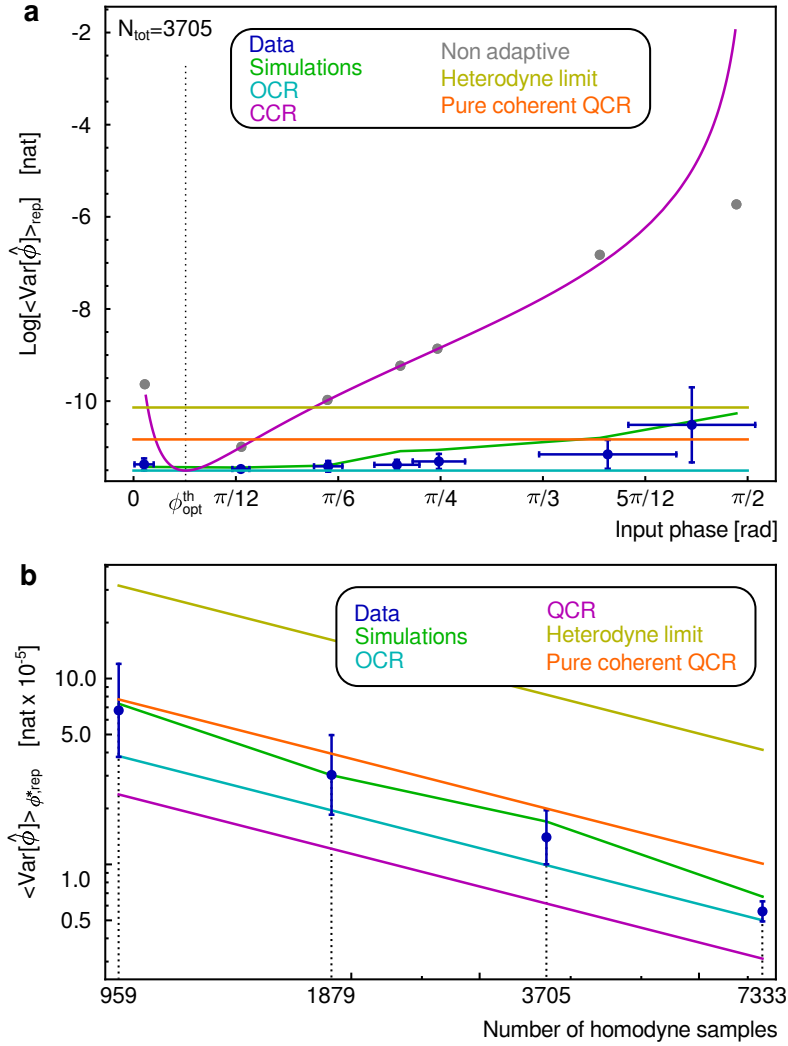 a
N_tot=3705
Data
Simulations
OCR
CCR
Non adaptive
Heterodyne limit
Pure coherent QCR
Log[<Var[ϕ̂]>_rep] [nat]
-2
-4
-6
-8
-10
0
ϕ_opt^th
π/12
π/6
π/4
π/3
5π/12
π/2
Input phase [rad]
b
Data
Simulations
OCR
QCR
Heterodyne limit
Pure coherent QCR
<Var[ϕ̂]>_ϕ*,rep [nat x 10^-5]
10.0
5.0
1.0
0.5
959
1879
3705
7333
Number of homodyne samples